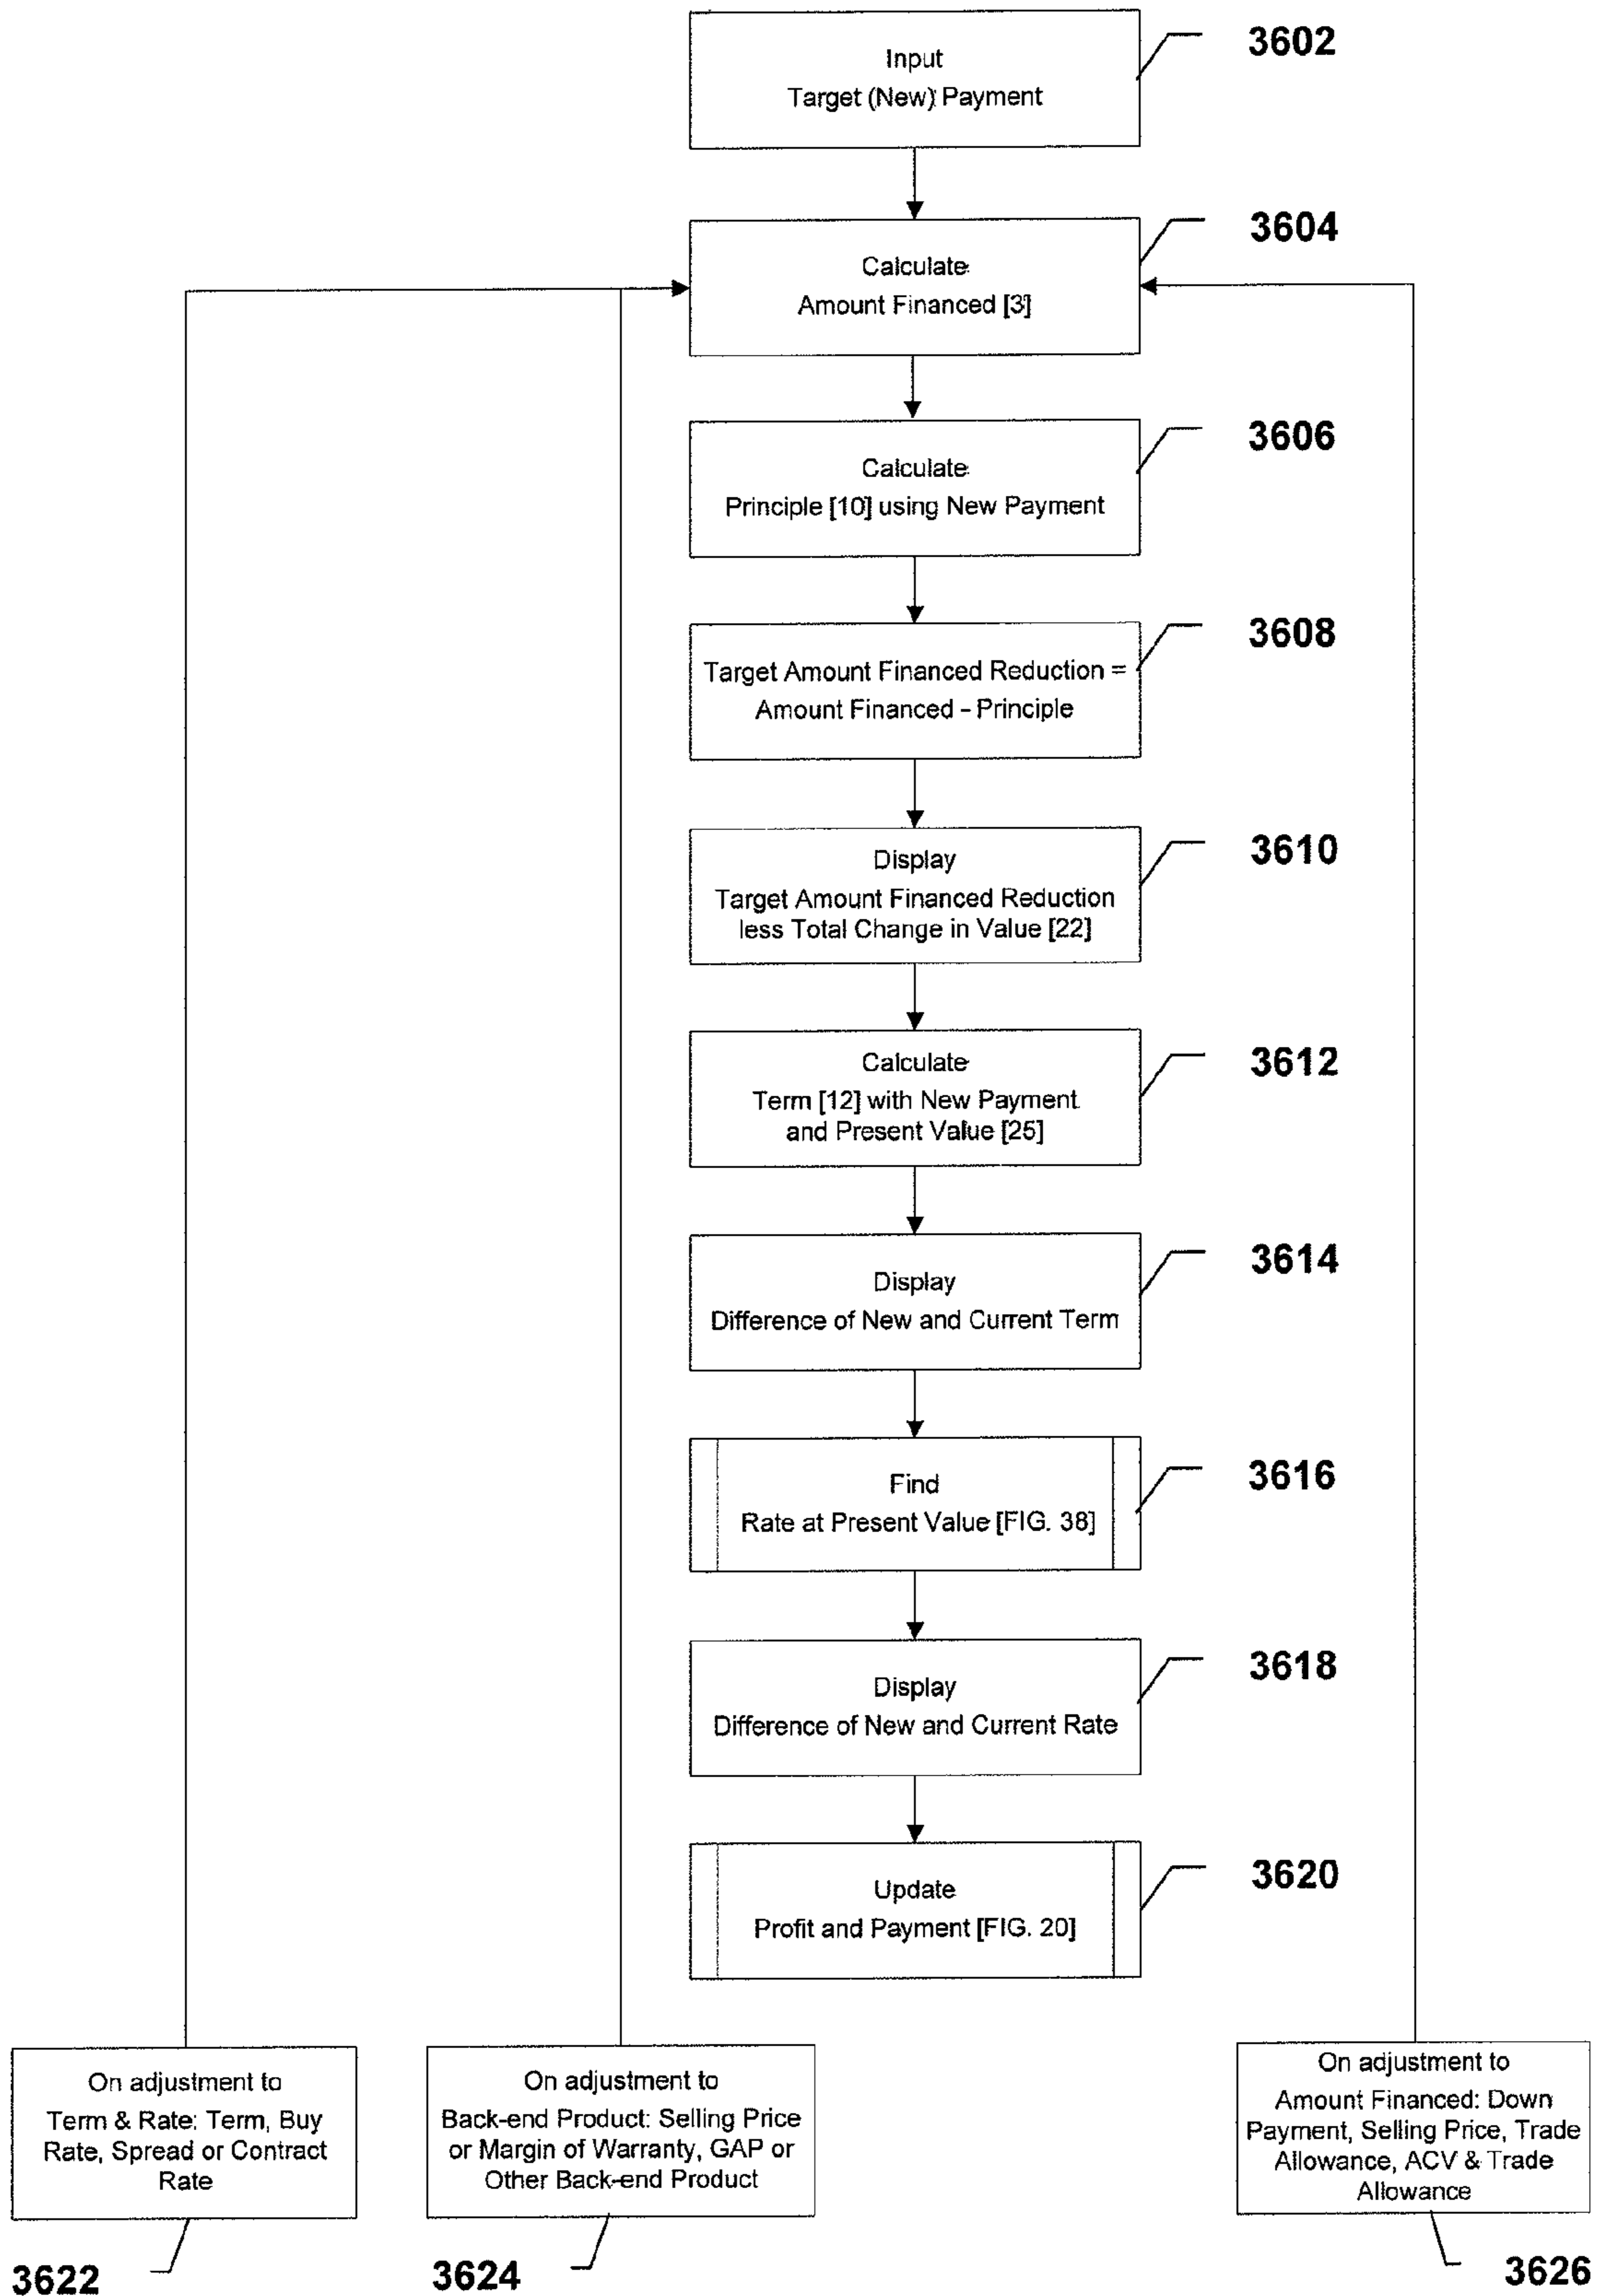 Input
Target (New) Payment
3602
Calculate
Amount Financed [3]
3604
Calculate
Principle [10] using New Payment
3606
Target Amount Financed Reduction =
Amount Financed - Principle
3608
Display
Target Amount Financed Reduction
less Total Change in Value [22]
3610
Calculate
Term [12] with New Payment
and Present Value [25]
3612
Display
Difference of New and Current Term
3614
Find
Rate at Present Value [FIG. 38]
3616
Display
Difference of New and Current Rate
3618
Update
Profit and Payment [FIG. 20]
3620
On adjustment to
Term & Rate: Term, Buy
Rate, Spread or Contract
Rate
3622
On adjustment to
Back-end Product: Selling Price
or Margin of Warranty, GAP or
Other Back-end Product
3624
On adjustment to
Amount Financed: Down
Payment, Selling Price, Trade
Allowance, ACV & Trade
Allowance
3626